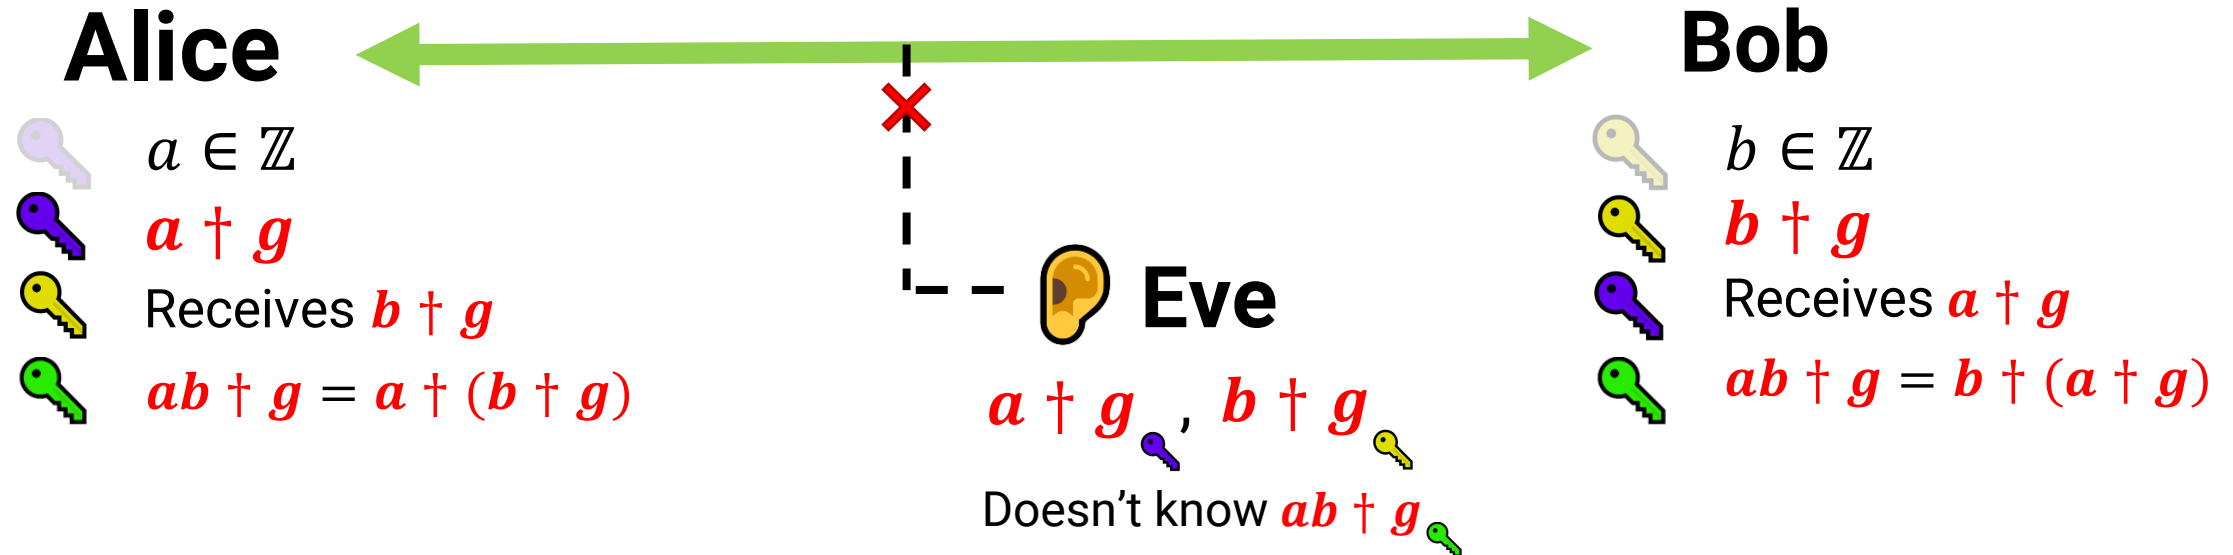 Alice
a ∈ ℤ
a † g
Receives b † g
ab † g = a † (b † g)
Eve
a † g , b † g
Doesn't know ab † g
Bob
b ∈ ℤ
b † g
Receives a † g
ab † g = b † (a † g)